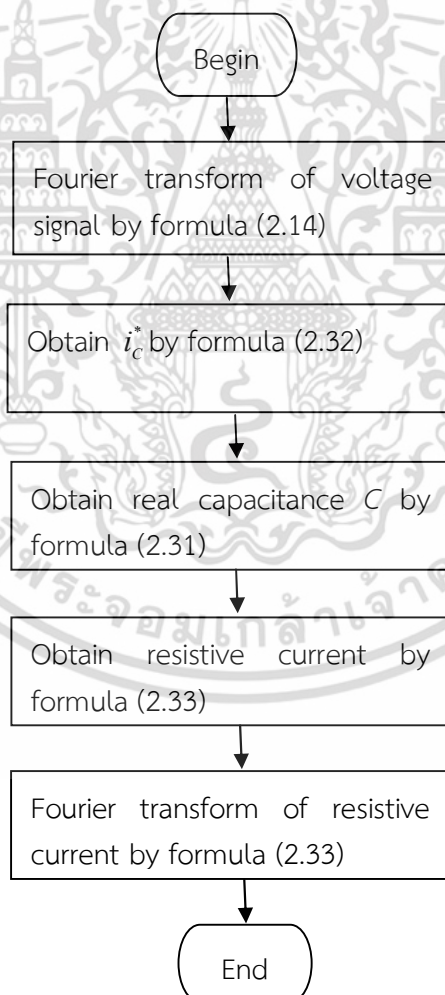 Begin
Fourier transform of voltage
signal by formula (2.14)
Obtain i*_C by formula (2.32)
Obtain real capacitance C by
formula (2.31)
Obtain resistive current by
formula (2.33)
Fourier transform of resistive
current by formula (2.33)
End